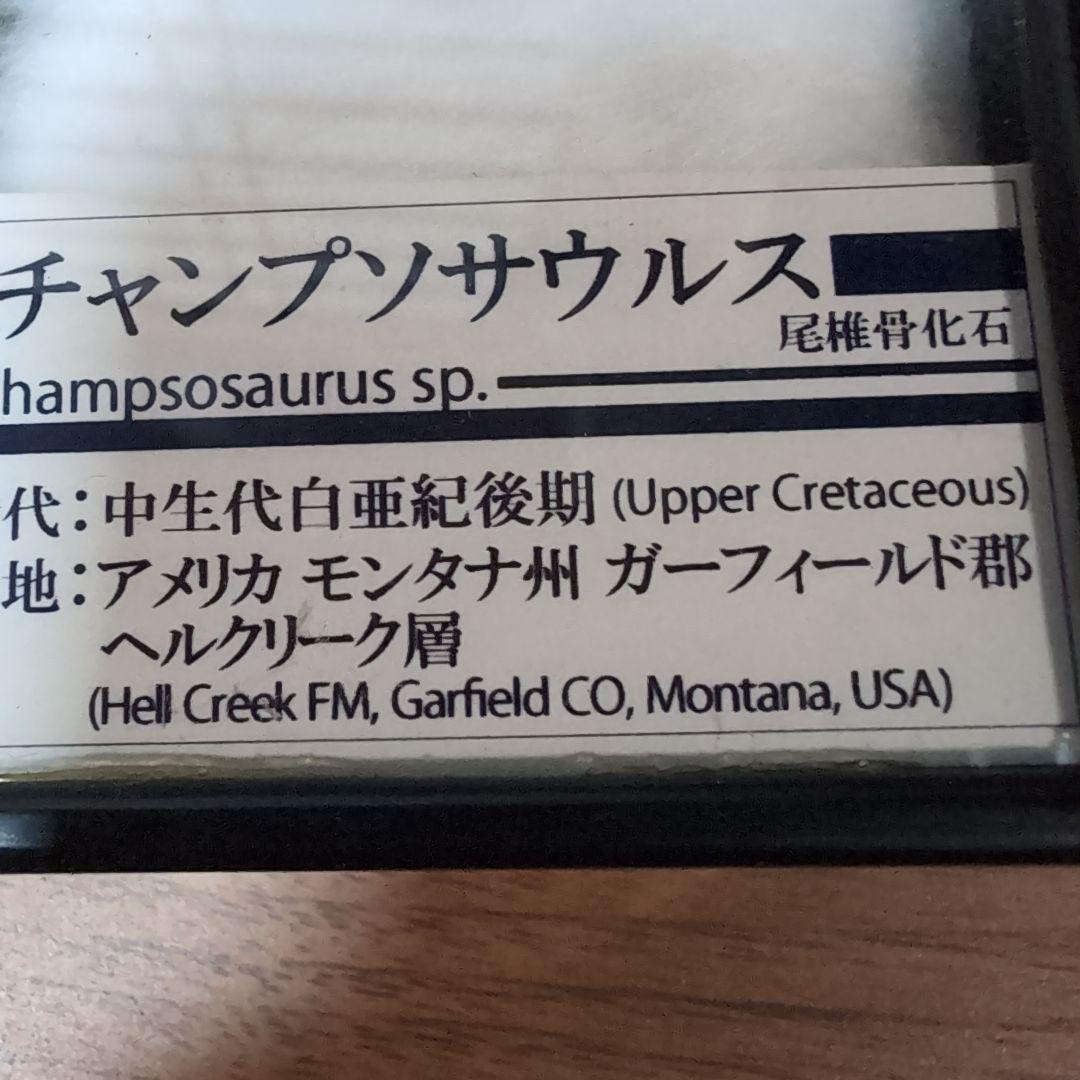 チャンプソサウルス
尾椎骨化石
hampsosaurus sp.
代：中生代白亜紀後期 (Upper Cretaceous)
地：アメリカ モンタナ州 ガーフィールド郡
ヘルクリーク層
(Hell Creek FM, Garfield CO, Montana, USA)